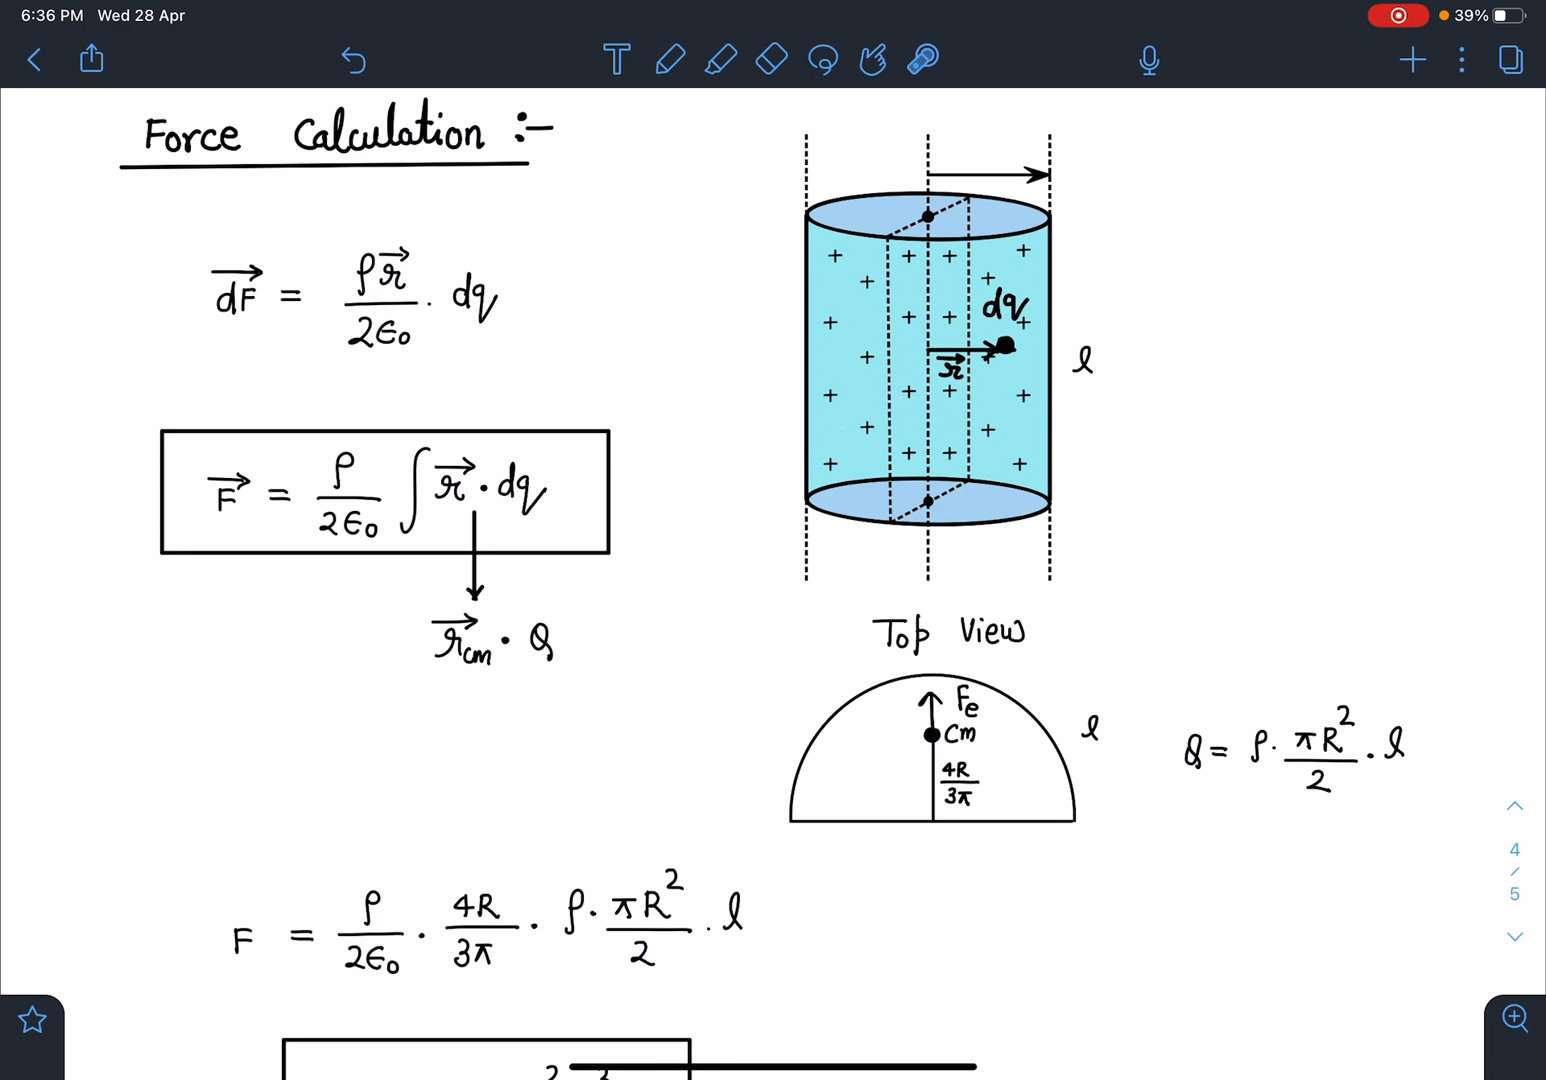 6:36 PM Wed 28 Apr
39%
Force Calculation :-
dF⃗ = ρr⃗ / 2ϵ₀ . dq
dq
r⃗
l
F⃗ = ρ / 2ϵ₀ ∫ r⃗ . dq
r⃗cm . Q
Top View
Fe
Cm
4R / 3π
l
Q = ρ . πR² / 2 . l
4 / 5
F = ρ / 2ϵ₀ . 4R / 3π . ρ . πR² / 2 . l